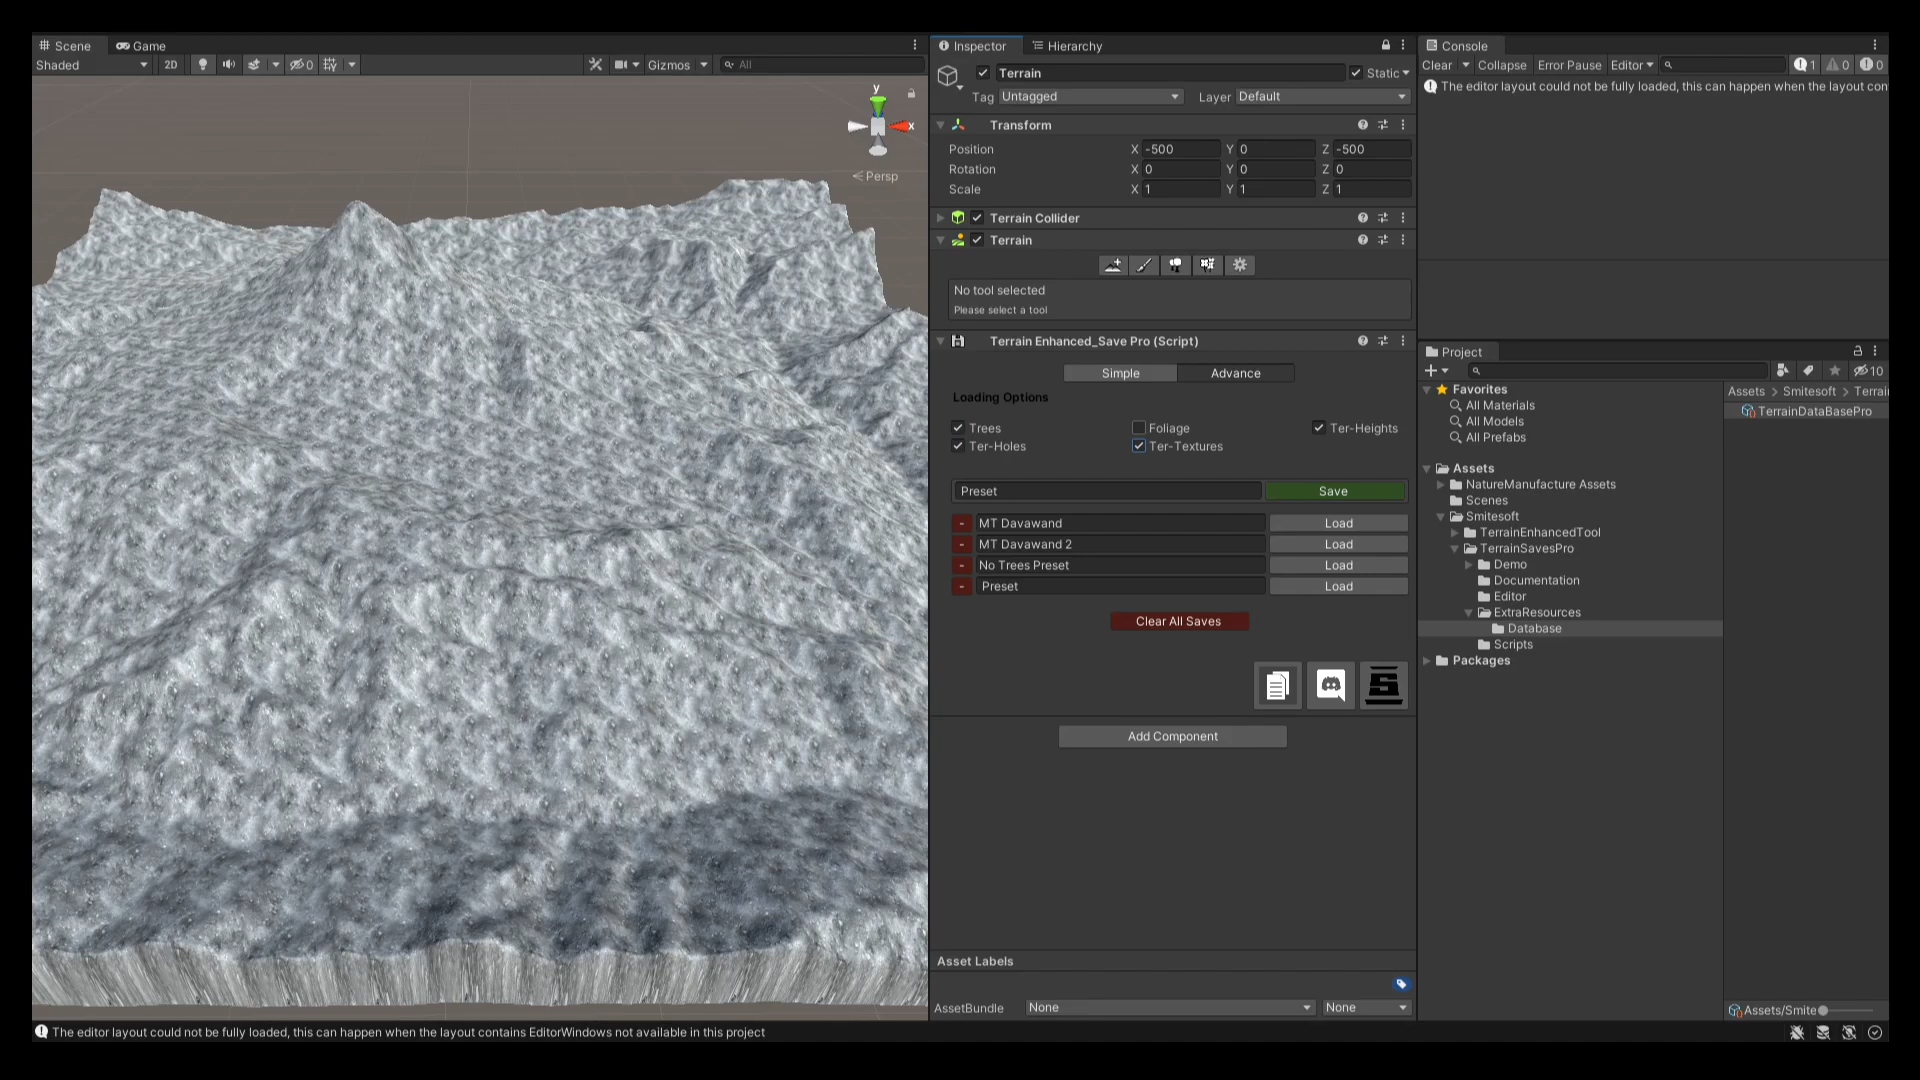 Scene
Game
Shaded
2D
0
Gizmos
All
y
x
Persp
Inspector
Hierarchy
Terrain
Static
Tag Untagged
Layer Default
Transform
Position X -500 Y 0 Z -500
Rotation X 0 Y 0 Z 0
Scale X 1 Y 1 Z 1
Terrain Collider
Terrain
No tool selected
Please select a tool
Terrain Enhanced_Save Pro (Script)
Simple Advance
Loading Options
Trees Foliage Ter-Heights
Ter-Holes Ter-Textures
Preset Save
- MT Davawand Load
- MT Davawand 2 Load
- No Trees Preset Load
- Preset Load
Clear All Saves
S
Add Component
Asset Labels
AssetBundle None None
Console
Clear Collapse Error Pause Editor 1 0 0
The editor layout could not be fully loaded, this can happen when the layout con
Project
10
Favorites
All Materials
All Models
All Prefabs
Assets
NatureManufacture Assets
Scenes
Smitesoft
TerrainEnhancedTool
TerrainSavesPro
Demo
Documentation
Editor
ExtraResources
Database
Scripts
Packages
Assets > Smitesoft > Terrai
TerrainDataBasePro
Assets/Smite
The editor layout could not be fully loaded, this can happen when the layout contains EditorWindows not available in this project